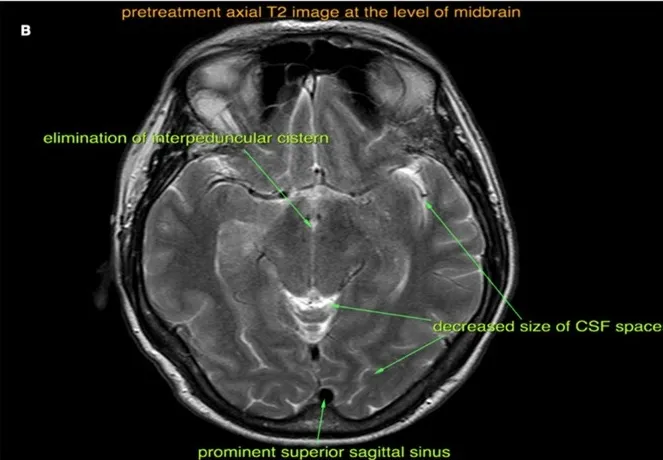 pretreatment axial T2 image at the level of midbrain
B
elimination of interpeduncular cistern
decreased size of CSF space
prominent superior sagittal sinus